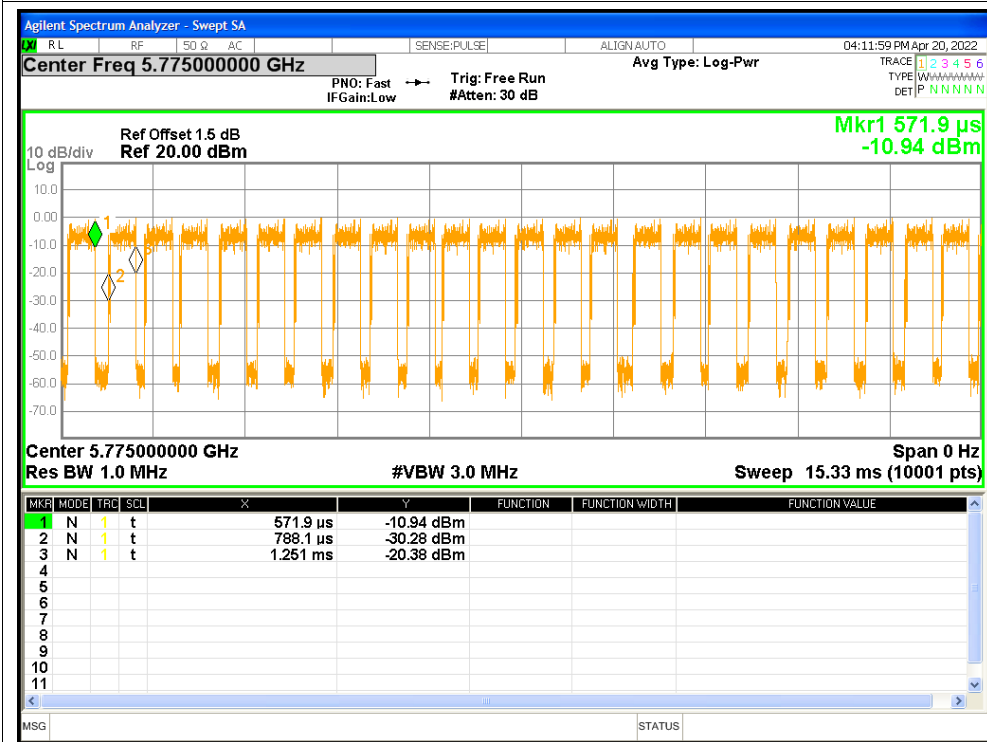 Agilent Spectrum Analyzer - Swept SA
LXI RL RF 50 Ω AC SENSE:PULSE ALIGN AUTO 04:11:59 PM Apr 20, 2022
Center Freq 5.775000000 GHz Avg Type: Log-Pwr TRACE 1 2 3 4 5 6
PNO: Fast Trig: Free Run TYPE
IFGain:Low #Atten: 30 dB DET P N N N N N
Mkr1 571.9 µs
-10.94 dBm
Ref Offset 1.5 dB
10 dB/div Ref 20.00 dBm
Log
10.0
0.00
-10.0
-20.0
-30.0
-40.0
-50.0
-60.0
-70.0
1
2
Center 5.775000000 GHz Span 0 Hz
Res BW 1.0 MHz #VBW 3.0 MHz Sweep 15.33 ms (10001 pts)
MKR MODE TRC SCL X Y FUNCTION FUNCTION WIDTH FUNCTION VALUE
1 N 1 t 571.9 µs -10.94 dBm
2 N 1 t 788.1 µs -30.28 dBm
3 N 1 t 1.251 ms -20.38 dBm
4
5
6
7
8
9
10
11
MSG STATUS